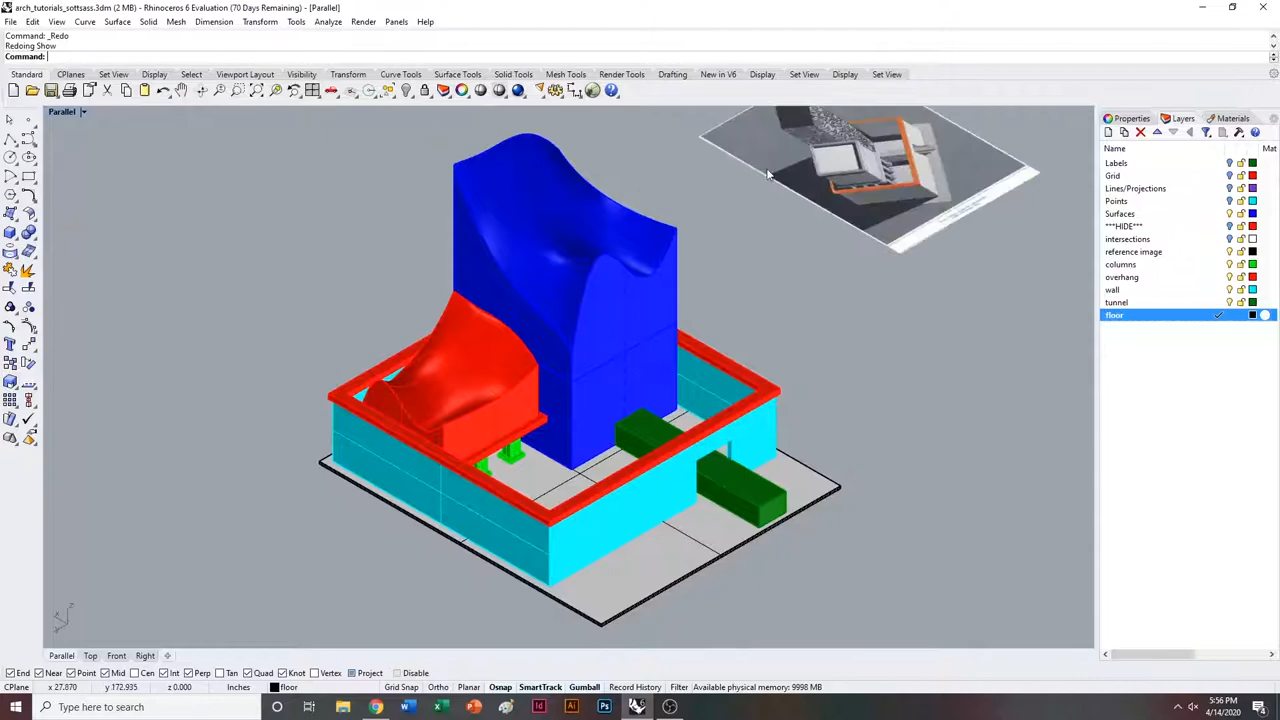 arch_tutorials_sottsass.3dm (2 MB) - Rhinoceros 6 Evaluation (70 Days Remaining) - [Parallel]
File Edit View Curve Surface Solid Mesh Dimension Transform Tools Analyze Render Panels Help
Command: _Redo
Redoing Show
Command:
Standard CPlanes Set View Display Select Viewport Layout Visibility Transform Curve Tools Surface Tools Solid Tools Mesh Tools Render Tools Drafting New in V6 Display Set View Display Set View
Parallel
Properties Layers Materials
Name Mat
Labels
Grid
Lines/Projections
Points
Surfaces
***HIDE***
intersections
reference image
columns
overhang
wall
tunnel
floor
z
Parallel Top Front Right
End Near Point Mid Cen Int Perp Tan Quad Knot Vertex Project Disable
CPlane x 27.870 y 172.935 z 0.000 Inches floor Grid Snap Ortho Planar Osnap SmartTrack Gumball Record History Filter Available physical memory: 9998 MB
Type here to search
5:56 PM
4/14/2020